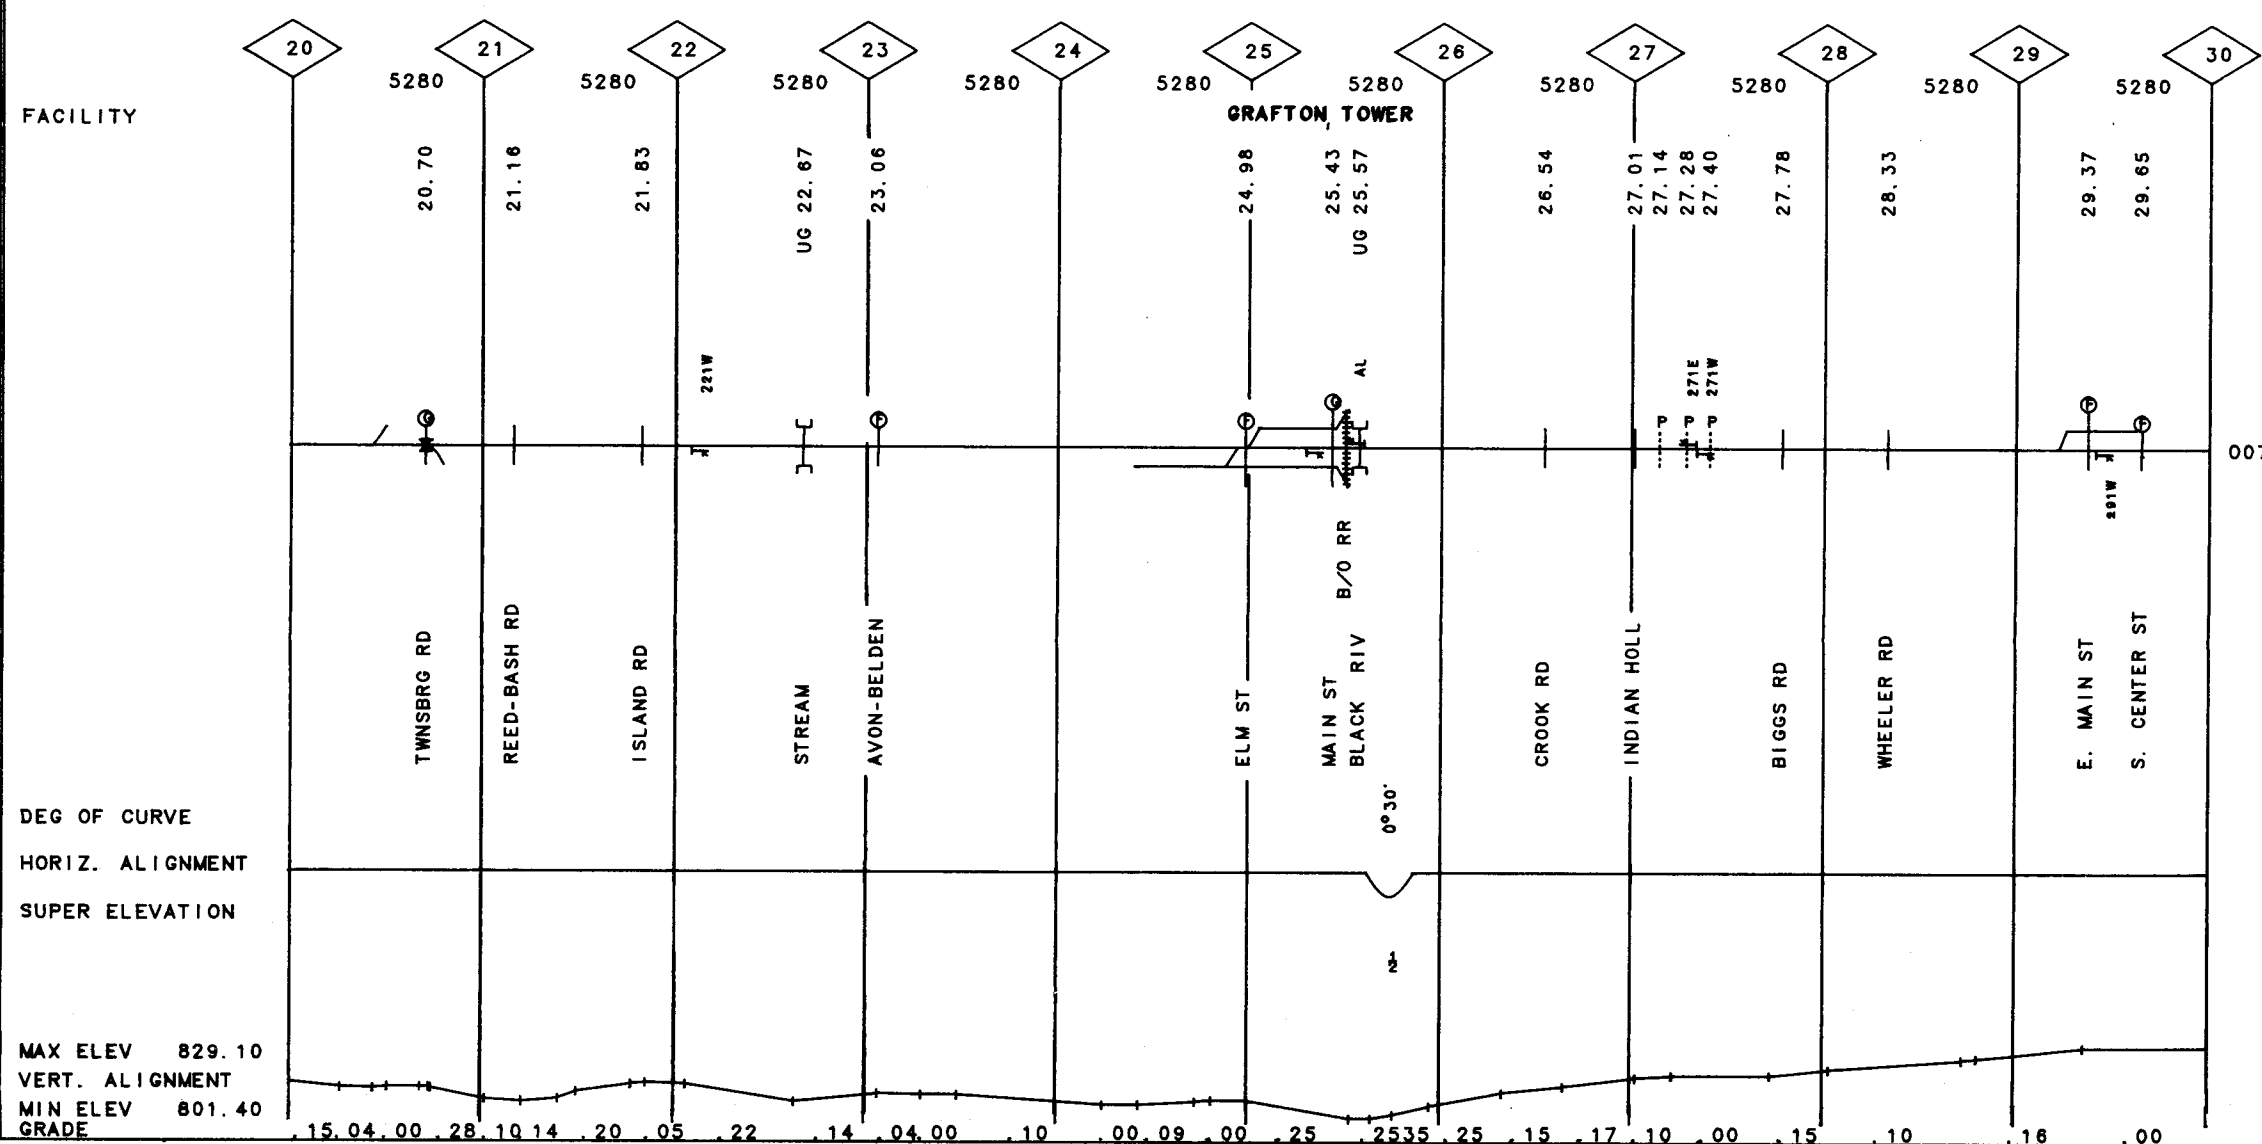 20 21 22 23 24 25 26 27 28 29 30
5280 5280 5280 5280 5280 5280 5280 5280 5280 5280
FACILITY
GRAFTON, TOWER
20.70 21.16 21.83 UG 22.67 23.06 24.98 25.43 UG 25.57 26.54 27.01 27.14 27.28 27.40 27.78 28.33 29.37 29.65
221W AL 271E 271W
G F F G P P P F F
007
291W
B/O RR
TWNSBRG RD
REED-BASH RD
ISLAND RD
STREAM
AVON-BELDEN
ELM ST
MAIN ST
BLACK RIV
CROOK RD
INDIAN HOLL
BIGGS RD
WHEELER RD
E. MAIN ST
S. CENTER ST
DEG OF CURVE 0°30'
HORIZ. ALIGNMENT
SUPER ELEVATION
1/2
MAX ELEV 829.10
VERT. ALIGNMENT
MIN ELEV 801.40
GRADE .15.04.00 .28.10 14 .20 .05 .22 .14 .04.00 .10 .00.09 .00 .25 .2535.25 .15 .17.10 .00 .15 .10 .16 .00